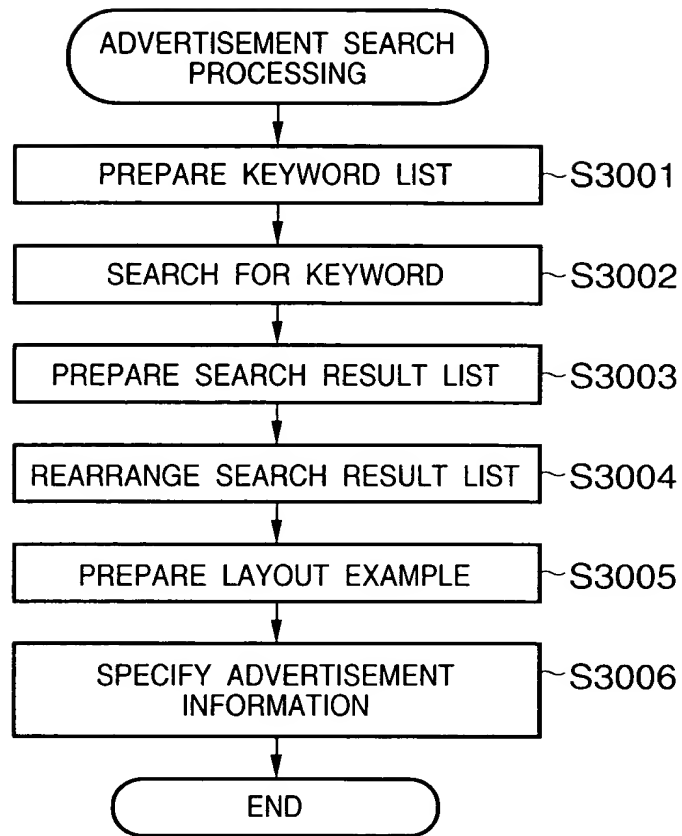 ADVERTISEMENT SEARCH
PROCESSING
PREPARE KEYWORD LIST
~S3001
SEARCH FOR KEYWORD
~S3002
PREPARE SEARCH RESULT LIST
~S3003
REARRANGE SEARCH RESULT LIST
~S3004
PREPARE LAYOUT EXAMPLE
~S3005
SPECIFY ADVERTISEMENT
INFORMATION
~S3006
END